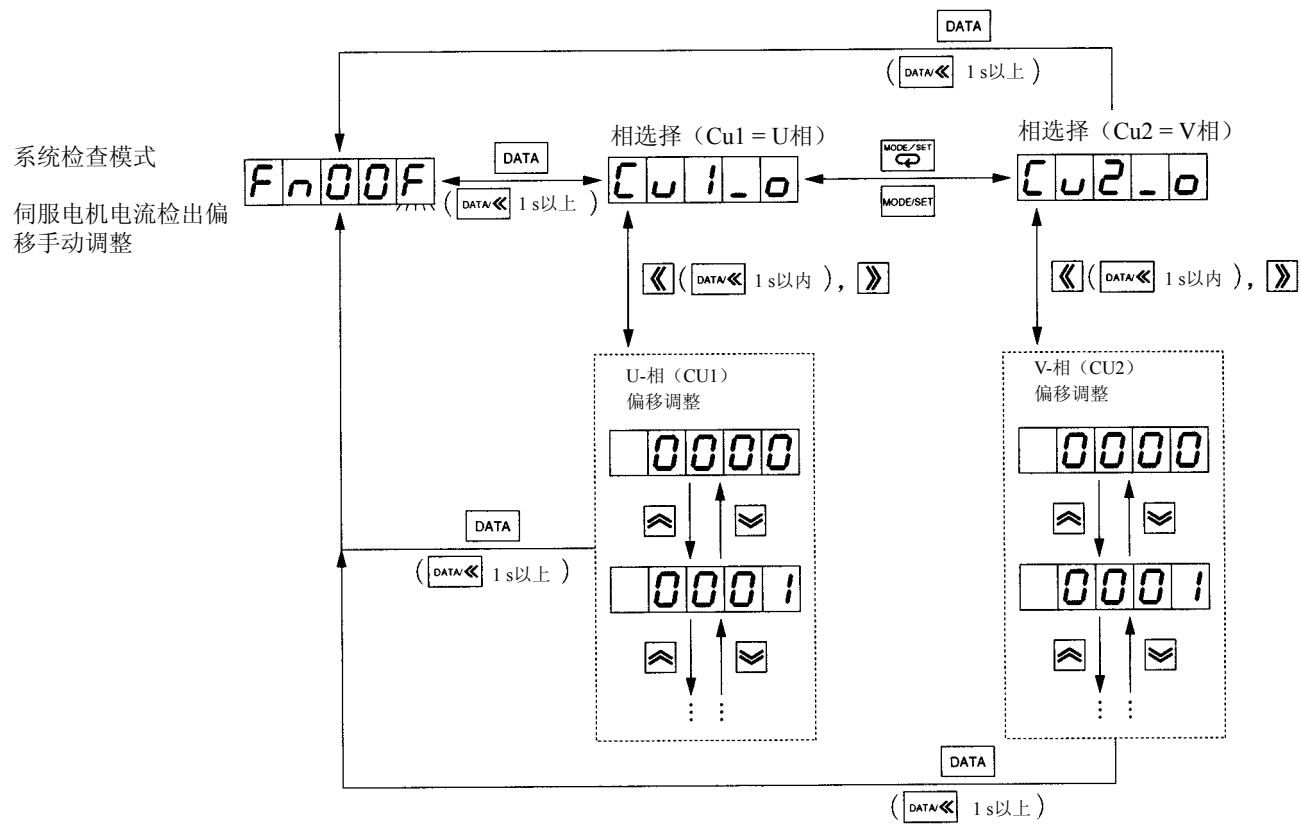 DATA
(DATA/≪ 1 s以上)
系统检查模式
伺服电机电流检出偏
移手动调整
Fn00F
DATA
(DATA/≪ 1 s以上)
相选择（Cu1 = U相）
Cu1_o
MODE/SET
MODE/SET
相选择（Cu2 = V相）
Cu2_o
≪(DATA/≪ 1 s以内), ≫
≪(DATA/≪ 1 s以内), ≫
U-相（CU1）
偏移调整
0000
0001
⋮ ⋮
V-相（CU2）
偏移调整
0000
0001
⋮ ⋮
DATA
(DATA/≪ 1 s以上)
DATA
(DATA/≪ 1 s以上)